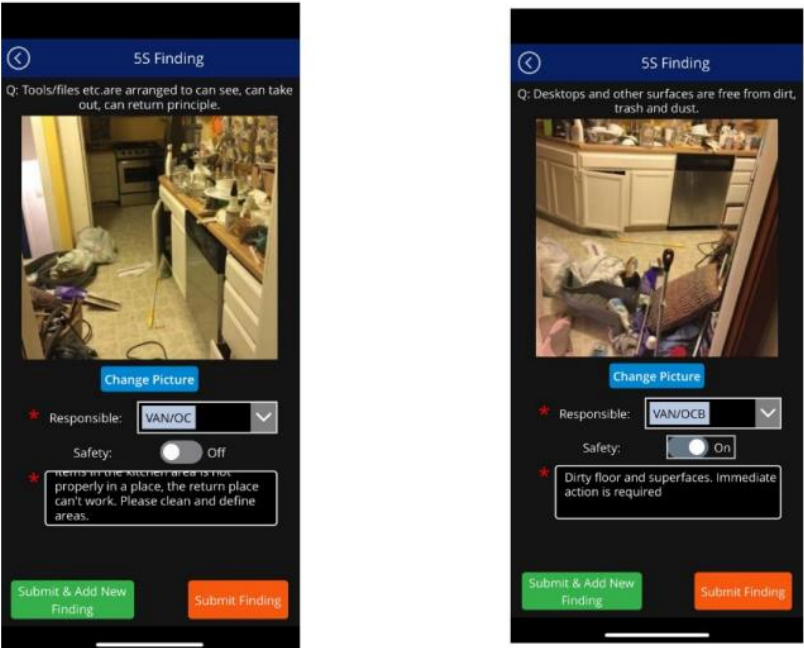 5S Finding
Q: Tools/files etc.are arranged to can see, can take
out, can return principle.
Change Picture
* Responsible: VAN/OC
Safety: Off
* items in the kitchen area is not
properly in a place, the return place
can't work. Please clean and define
areas.
Submit & Add New
Finding
Submit Finding
5S Finding
Q: Desktops and other surfaces are free from dirt,
trash and dust.
Change Picture
* Responsible: VAN/OCB
Safety: On
* Dirty floor and superfaces. Immediate
action is required
Submit & Add New
Finding
Submit Finding